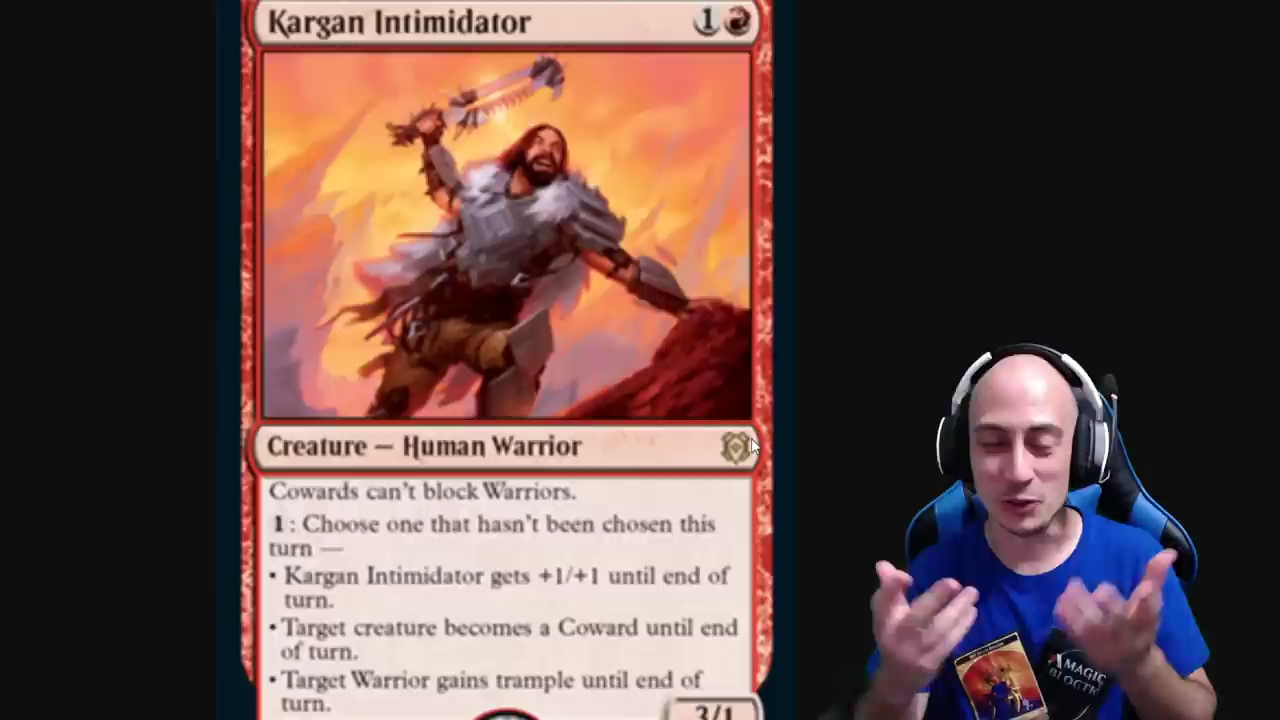 Kargan Intimidator 1
Creature — Human Warrior
Cowards can't block Warriors.
1 : Choose one that hasn't been chosen this
turn —
• Kargan Intimidator gets +1/+1 until end of
turn.
• Target creature becomes a Coward until end
of turn.
• Target Warrior gains trample until end of
turn.
3/1
MAGIC